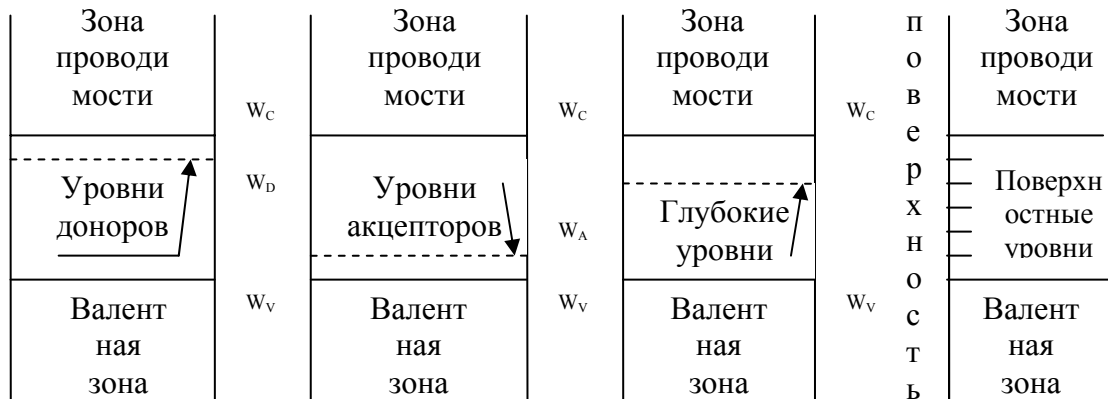 Зона
проводи
мости
W_C
W_D
Уровни
доноров
W_V
Валент
ная
зона
Зона
проводи
мости
W_C
Уровни
акцепторов
W_A
W_V
Валент
ная
зона
Зона
проводи
мости
W_C
Глубокие
уровни
W_V
Валент
ная
зона
поверхность
Зона
проводи
мости
Поверхн
остные
уровни
Валент
ная
зона